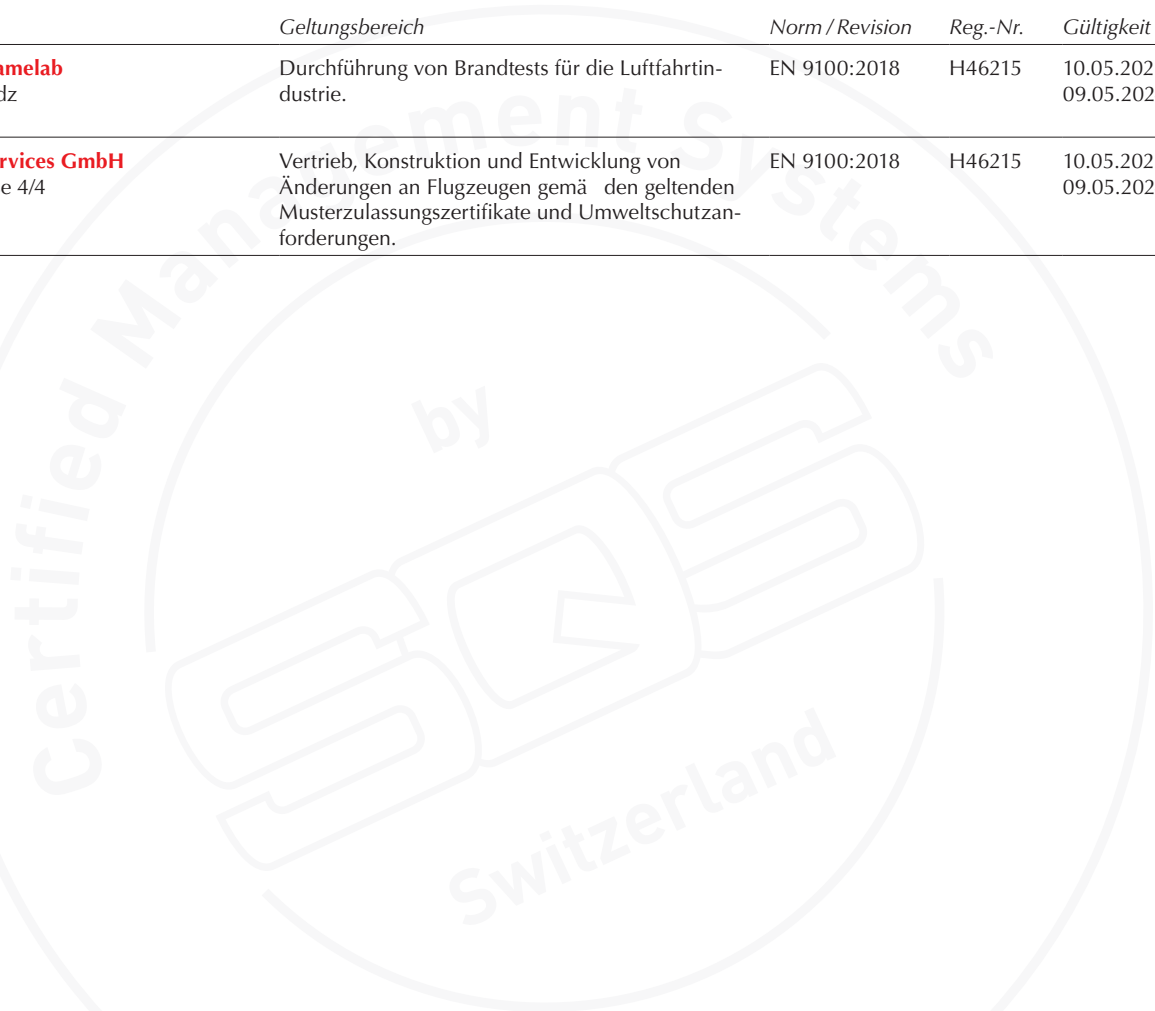 Geltungsbereich Norm / Revision Reg.-Nr. Gültigkeit
amelab Durchführung von Brandtests für die Luftfahrtin- EN 9100:2018 H46215 10.05.202
dz dustrie. 09.05.202
rvices GmbH Vertrieb, Konstruktion und Entwicklung von EN 9100:2018 H46215 10.05.202
e 4/4 Änderungen an Flugzeugen gemä den geltenden 09.05.202
Musterzulassungszertifikate und Umweltschutzan-
forderungen.
Certified Management Systems
by
SQS
Switzerland